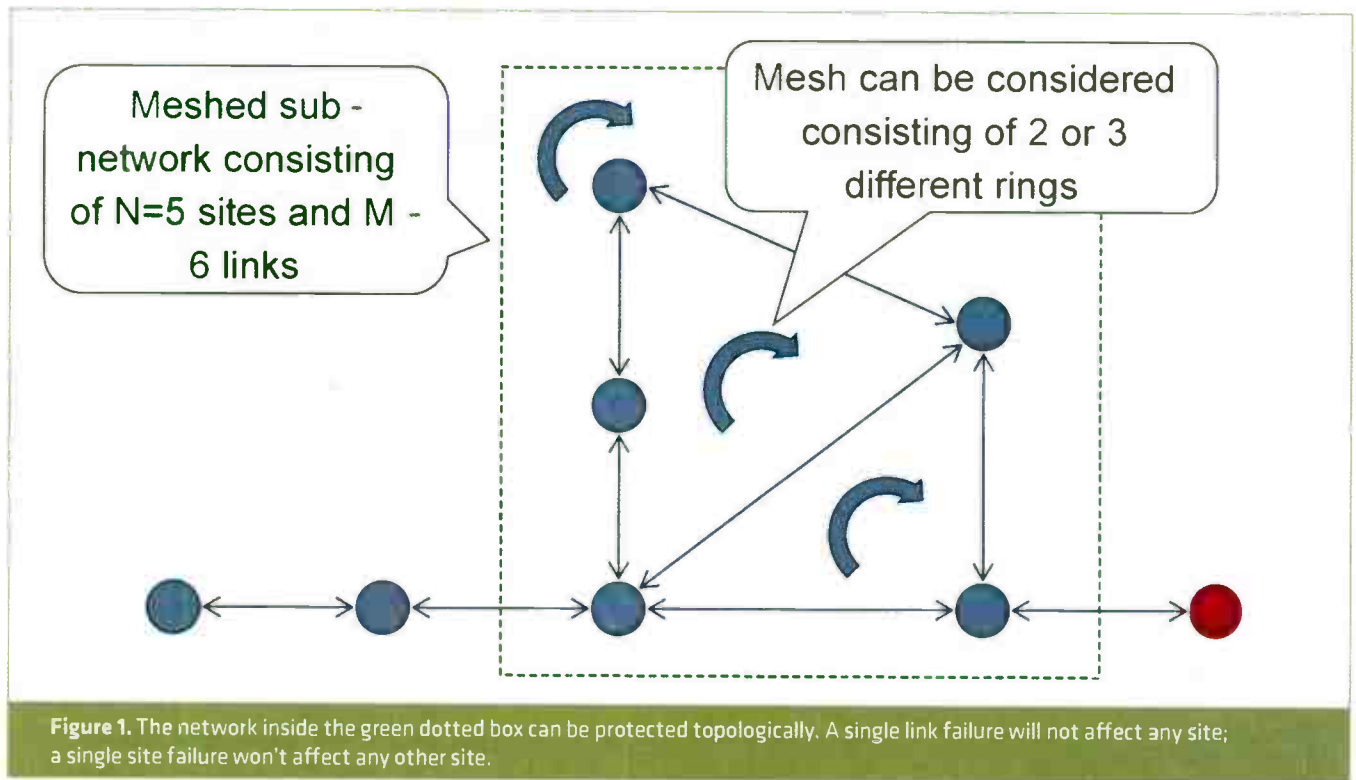 Meshed sub -
network consisting
of N=5 sites and M -
6 links
Mesh can be considered
consisting of 2 or 3
different rings
Figure 1. The network inside the green dotted box can be protected topologically. A single link failure will not affect any site;
a single site failure won't affect any other site.